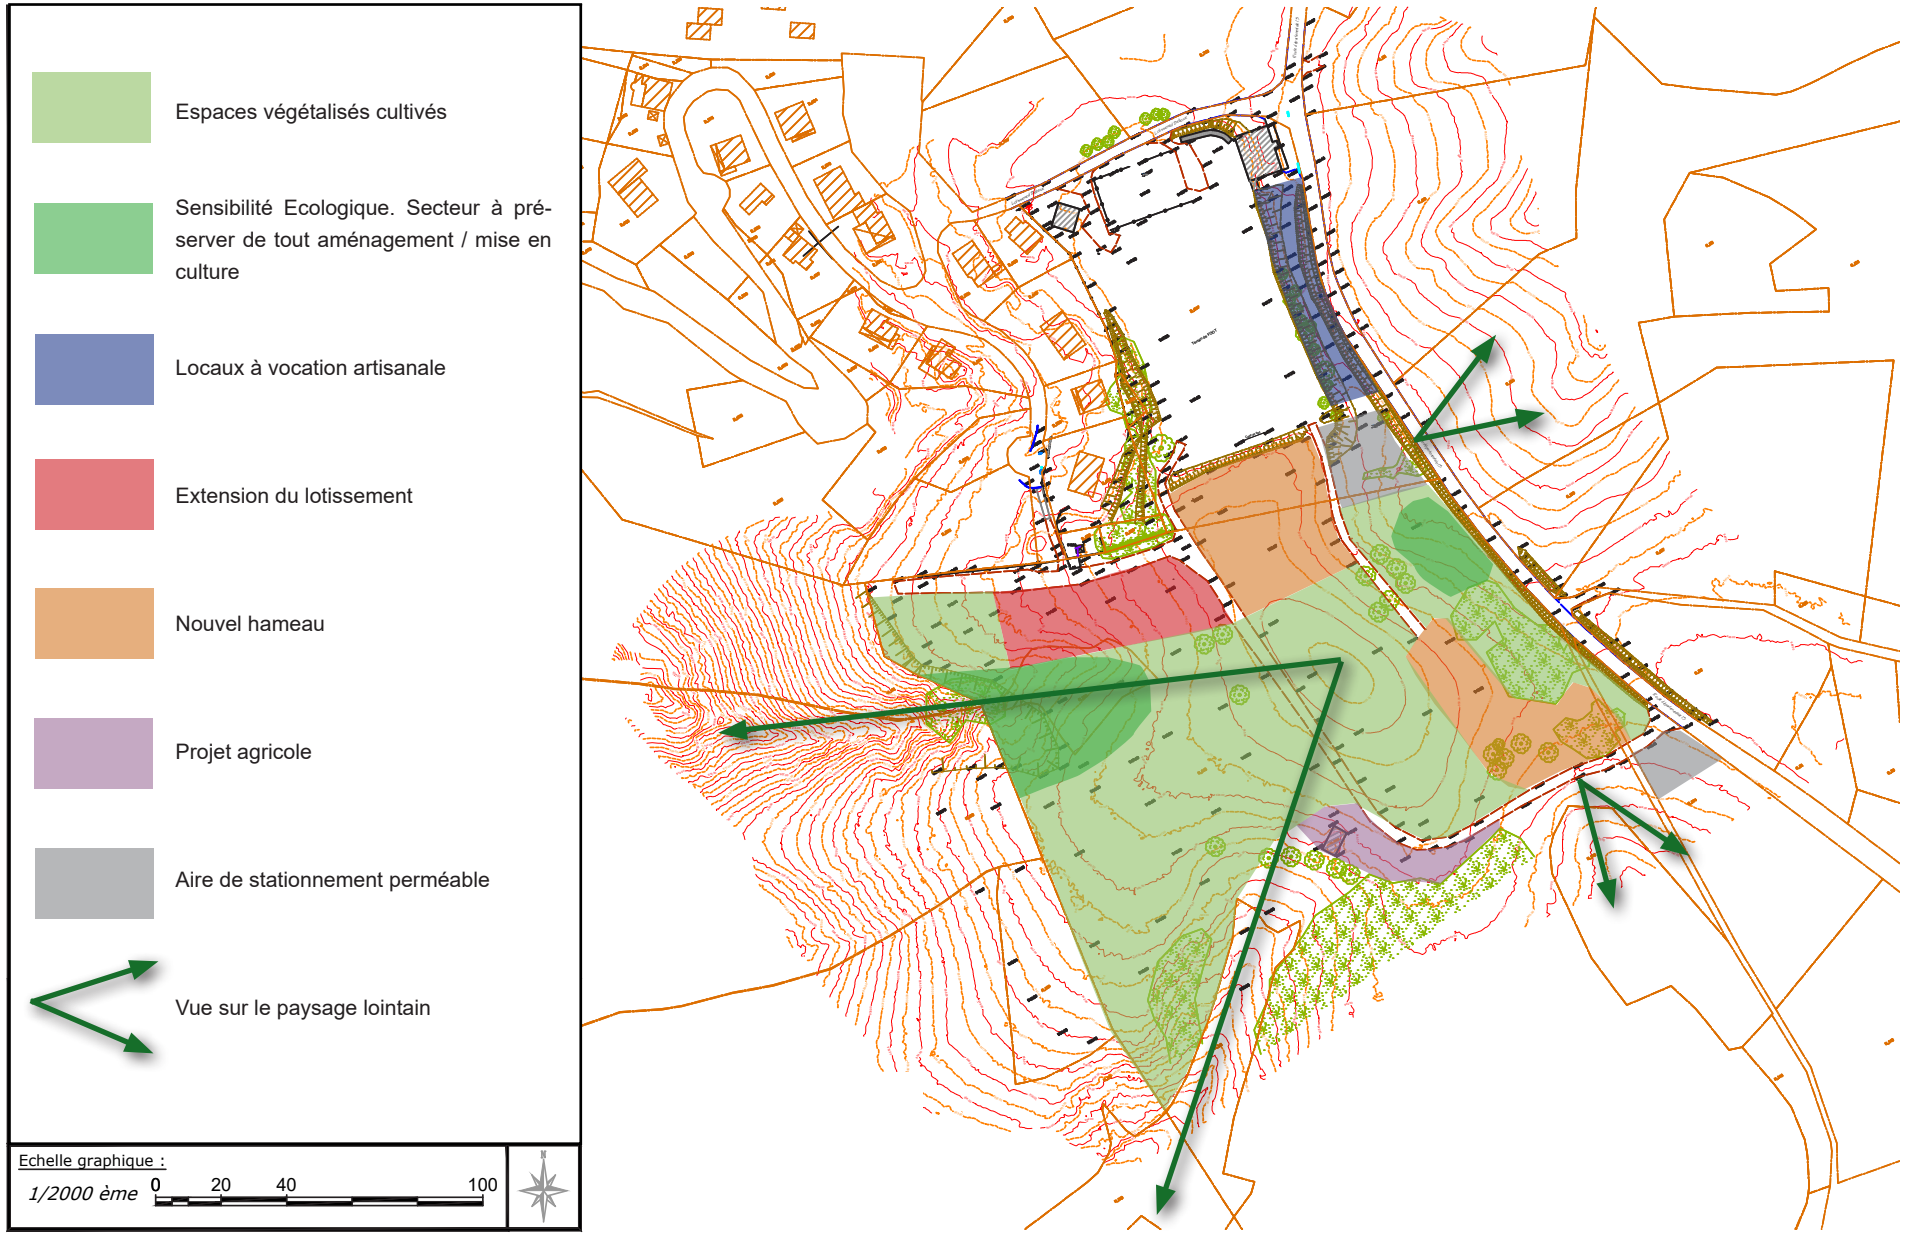 Espaces végétalisés cultivés
Sensibilité Ecologique. Secteur à pré-
server de tout aménagement / mise en
culture
Locaux à vocation artisanale
Extension du lotissement
Nouvel hameau
Projet agricole
Aire de stationnement perméable
Vue sur le paysage lointain
Echelle graphique :
1/2000 ème
0 20 40 100
N